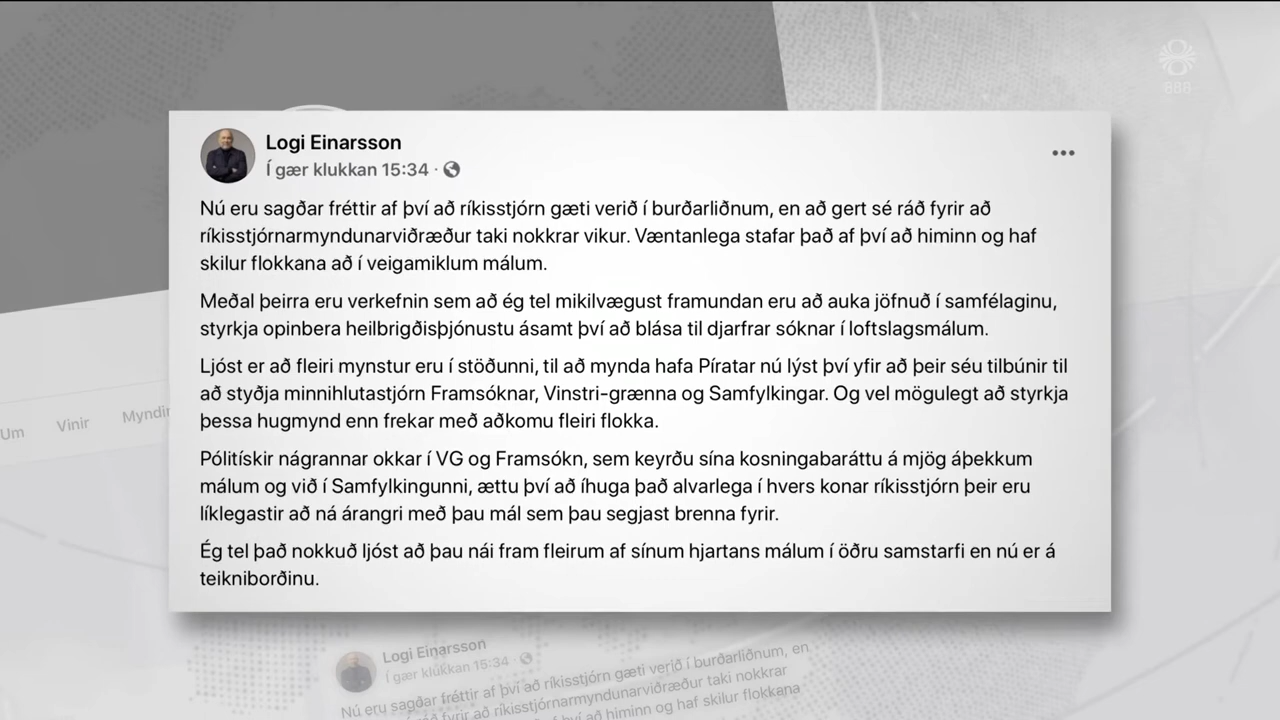 888
Logi Einarsson
Í gær klukkan 15:34 ·
Nú eru sagðar fréttir af því að ríkisstjórn gæti verið í burðarliðnum, en að gert sé ráð fyrir að
ríkisstjórnarmyndunarviðræður taki nokkrar vikur. Væntanlega stafar það af því að himinn og haf
skilur flokkana að í veigamiklum málum.
Meðal þeirra eru verkefnin sem að ég tel mikilvægust framundan eru að auka jöfnuð í samfélaginu,
styrkja opinbera heilbrigðisþjónustu ásamt því að blása til djarfrar sóknar í loftslagsmálum.
Ljóst er að fleiri mynstur eru í stöðunni, til að mynda hafa Píratar nú lýst því yfir að þeir séu tilbúnir til
að styðja minnihlutastjórn Framsóknar, Vinstri-grænna og Samfylkingar. Og vel mögulegt að styrkja
þessa hugmynd enn frekar með aðkomu fleiri flokka.
Pólitískir nágrannar okkar í VG og Framsókn, sem keyrðu sína kosningabaráttu á mjög áþekkum
málum og við í Samfylkingunni, ættu því að íhuga það alvarlega í hvers konar ríkisstjórn þeir eru
líklegastir að ná árangri með þau mál sem þau segjast brenna fyrir.
Ég tel það nokkuð ljóst að þau nái fram fleirum af sínum hjartans málum í öðru samstarfi en nú er á
teikniborðinu.
Um Vinir Myndir
Logi Einarsson
Í gær klukkan 15:34 ·
Nú eru sagðar fréttir af því að ríkisstjórn gæti verið í burðarliðnum, en
ráð fyrir að ríkisstjórnarmyndunarviðræður taki nokkrar
því að himinn og haf skilur flokkana